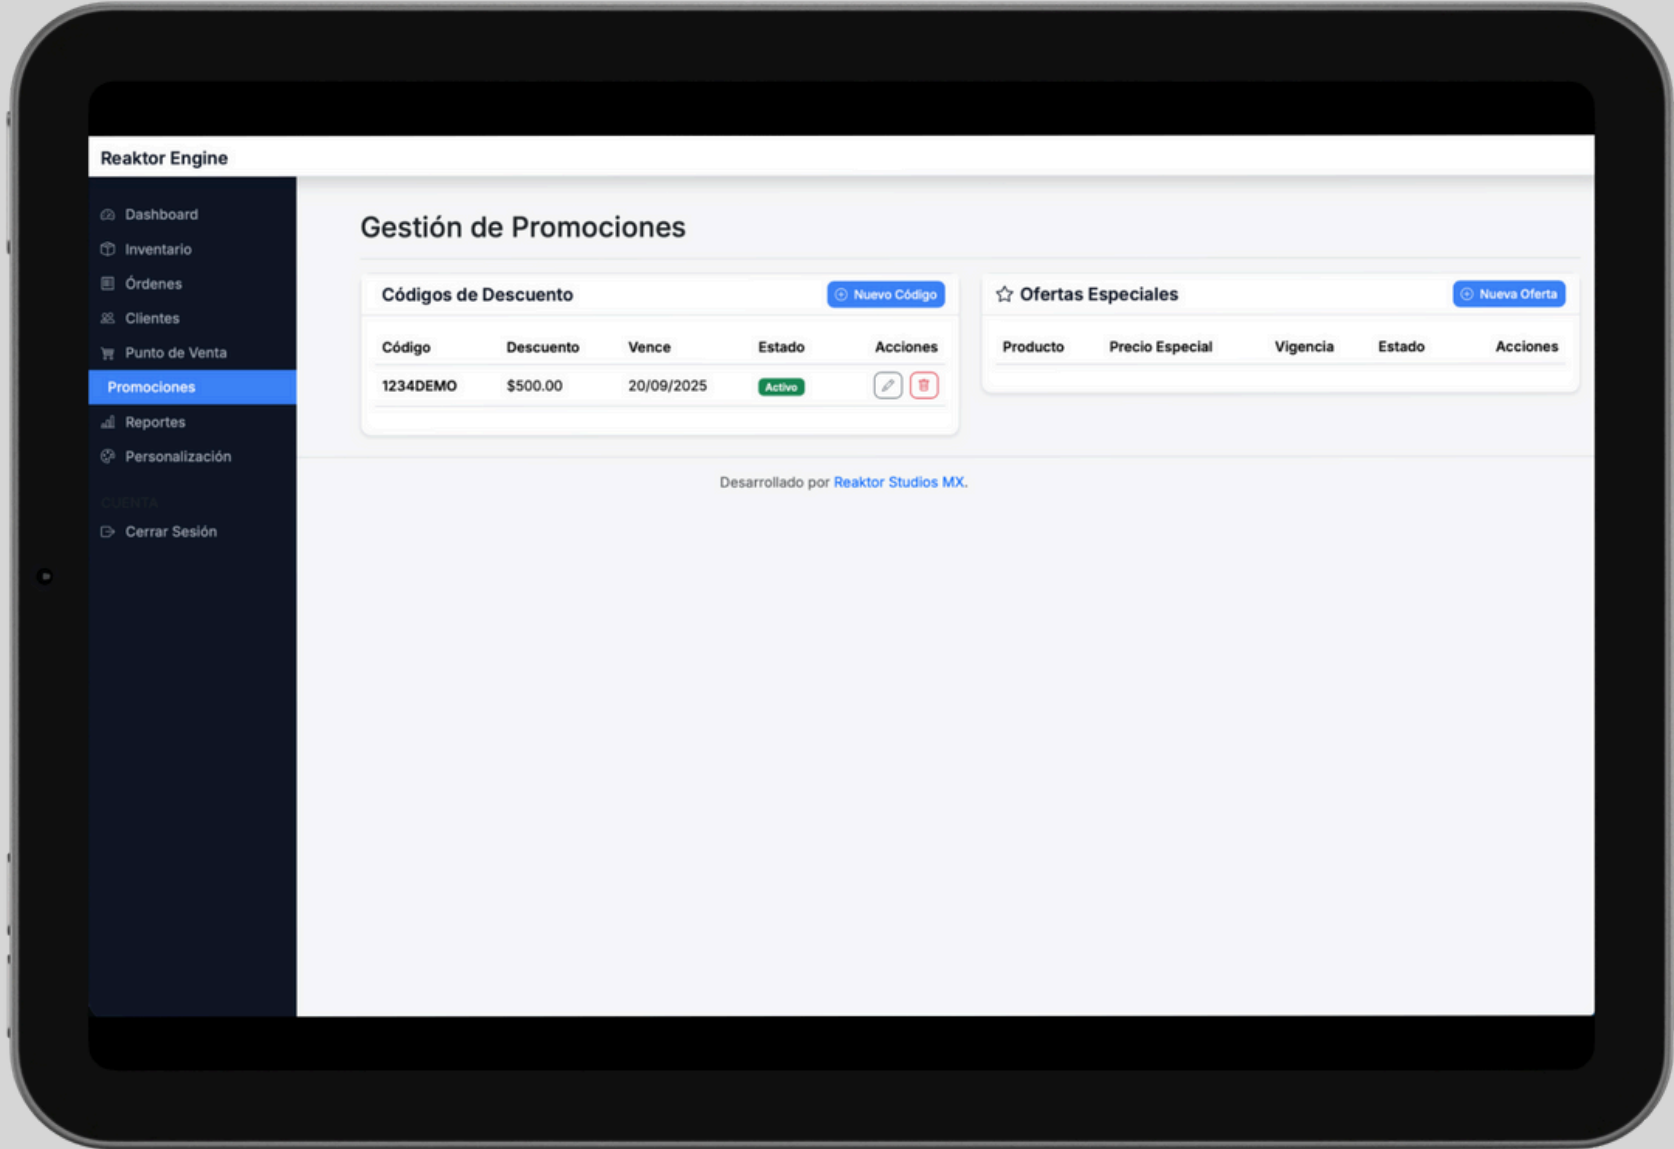 Reaktor Engine
Dashboard
Inventario
Órdenes
Clientes
Punto de Venta
Promociones
Reportes
Personalización
CUENTA
Cerrar Sesión
Gestión de Promociones
Códigos de Descuento
Nuevo Código
Código Descuento Vence Estado Acciones
1234DEMO $500.00 20/09/2025 Activo
Ofertas Especiales
Nueva Oferta
Producto Precio Especial Vigencia Estado Acciones
Desarrollado por Reaktor Studios MX.